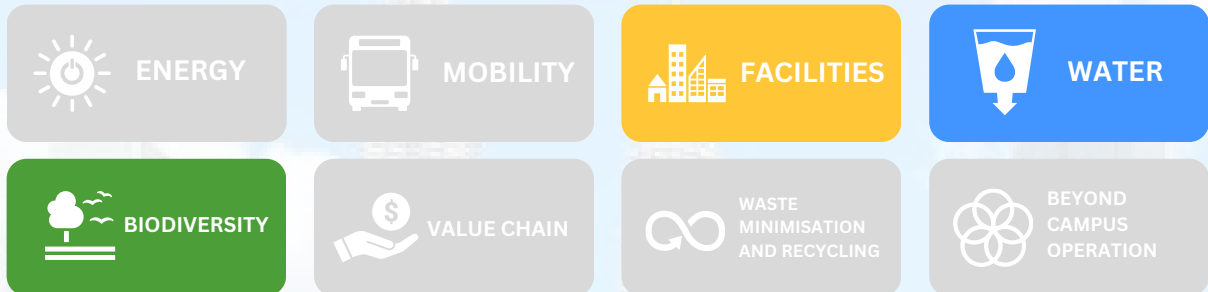 ENERGY
MOBILITY
FACILITIES
WATER
BIODIVERSITY
$
VALUE CHAIN
WASTE
MINIMISATION
AND RECYCLING
BEYOND
CAMPUS
OPERATION